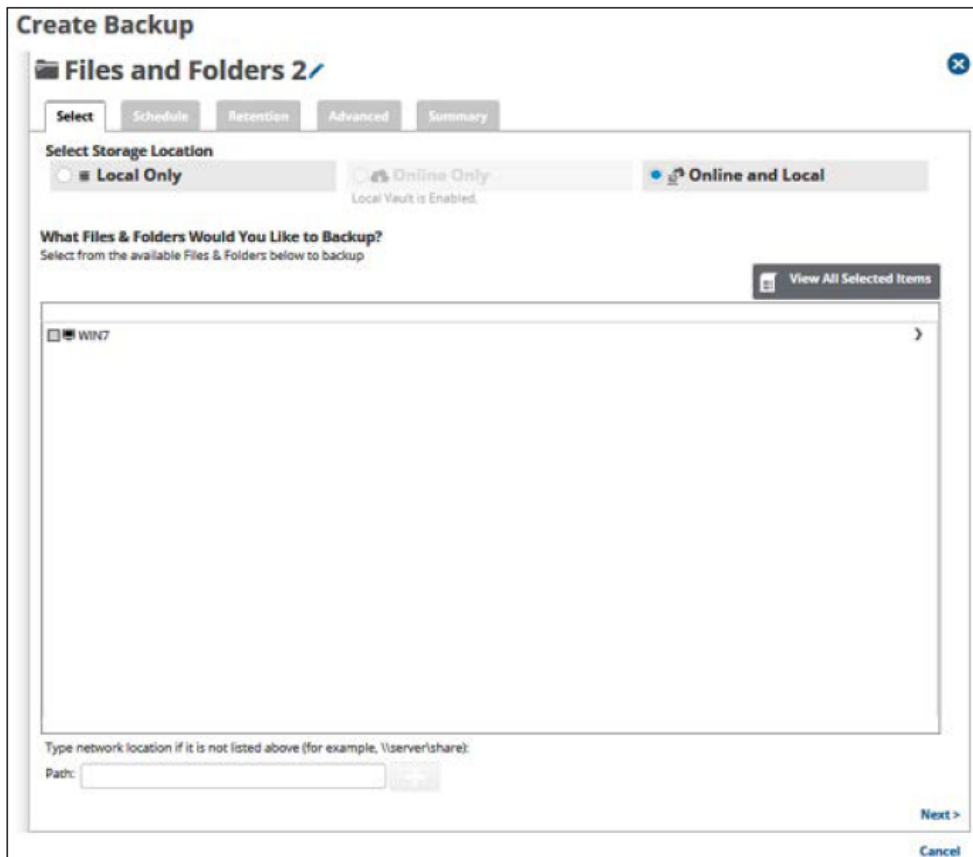 Create Backup
Files and Folders 2
Select Schedule Retention Advanced Summary
Select Storage Location
Local Only Online Only Online and Local
Local Vault is Enabled.
What Files & Folders Would You Like to Backup?
Select from the available Files & Folders below to backup
View All Selected Items
WIN7
Type network location if it is not listed above (for example, \\server\share):
Path:
Next >
Cancel